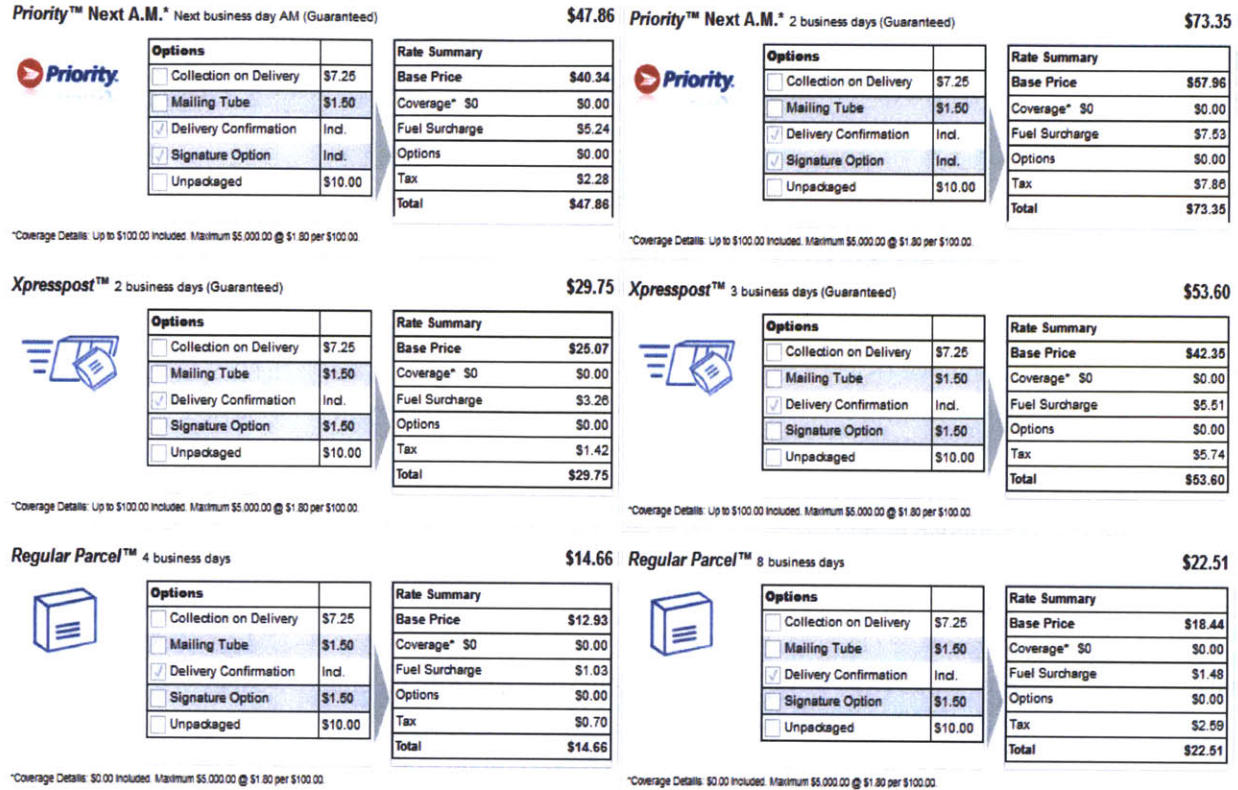 Priority™ Next A.M.* Next business day AM (Guaranteed) $47.86
Priority.
Options
Collection on Delivery $7.25
Mailing Tube $1.50
Delivery Confirmation Incl.
Signature Option Incl.
Unpackaged $10.00
Rate Summary
Base Price $40.34
Coverage* $0 $0.00
Fuel Surcharge $5.24
Options $0.00
Tax $2.28
Total $47.86
*Coverage Details: Up to $100.00 included. Maximum $5,000.00 @ $1.80 per $100.00.
Xpresspost™ 2 business days (Guaranteed) $29.75
Options
Collection on Delivery $7.25
Mailing Tube $1.50
Delivery Confirmation Incl.
Signature Option $1.50
Unpackaged $10.00
Rate Summary
Base Price $25.07
Coverage* $0 $0.00
Fuel Surcharge $3.26
Options $0.00
Tax $1.42
Total $29.75
*Coverage Details: Up to $100.00 included. Maximum $5,000.00 @ $1.80 per $100.00.
Regular Parcel™ 4 business days $14.66
Options
Collection on Delivery $7.25
Mailing Tube $1.50
Delivery Confirmation Incl.
Signature Option $1.50
Unpackaged $10.00
Rate Summary
Base Price $12.93
Coverage* $0 $0.00
Fuel Surcharge $1.03
Options $0.00
Tax $0.70
Total $14.66
*Coverage Details: $0.00 included. Maximum $5,000.00 @ $1.80 per $100.00.
Priority™ Next A.M.* 2 business days (Guaranteed) $73.35
Priority.
Options
Collection on Delivery $7.25
Mailing Tube $1.50
Delivery Confirmation Incl.
Signature Option Incl.
Unpackaged $10.00
Rate Summary
Base Price $57.96
Coverage* $0 $0.00
Fuel Surcharge $7.53
Options $0.00
Tax $7.86
Total $73.35
*Coverage Details: Up to $100.00 included. Maximum $5,000.00 @ $1.80 per $100.00.
Xpresspost™ 3 business days (Guaranteed) $53.60
Options
Collection on Delivery $7.25
Mailing Tube $1.50
Delivery Confirmation Incl.
Signature Option $1.50
Unpackaged $10.00
Rate Summary
Base Price $42.35
Coverage* $0 $0.00
Fuel Surcharge $5.51
Options $0.00
Tax $5.74
Total $53.60
*Coverage Details: Up to $100.00 included. Maximum $5,000.00 @ $1.80 per $100.00.
Regular Parcel™ 8 business days $22.51
Options
Collection on Delivery $7.25
Mailing Tube $1.50
Delivery Confirmation Incl.
Signature Option $1.50
Unpackaged $10.00
Rate Summary
Base Price $18.44
Coverage* $0 $0.00
Fuel Surcharge $1.48
Options $0.00
Tax $2.59
Total $22.51
*Coverage Details: $0.00 included. Maximum $5,000.00 @ $1.80 per $100.00.